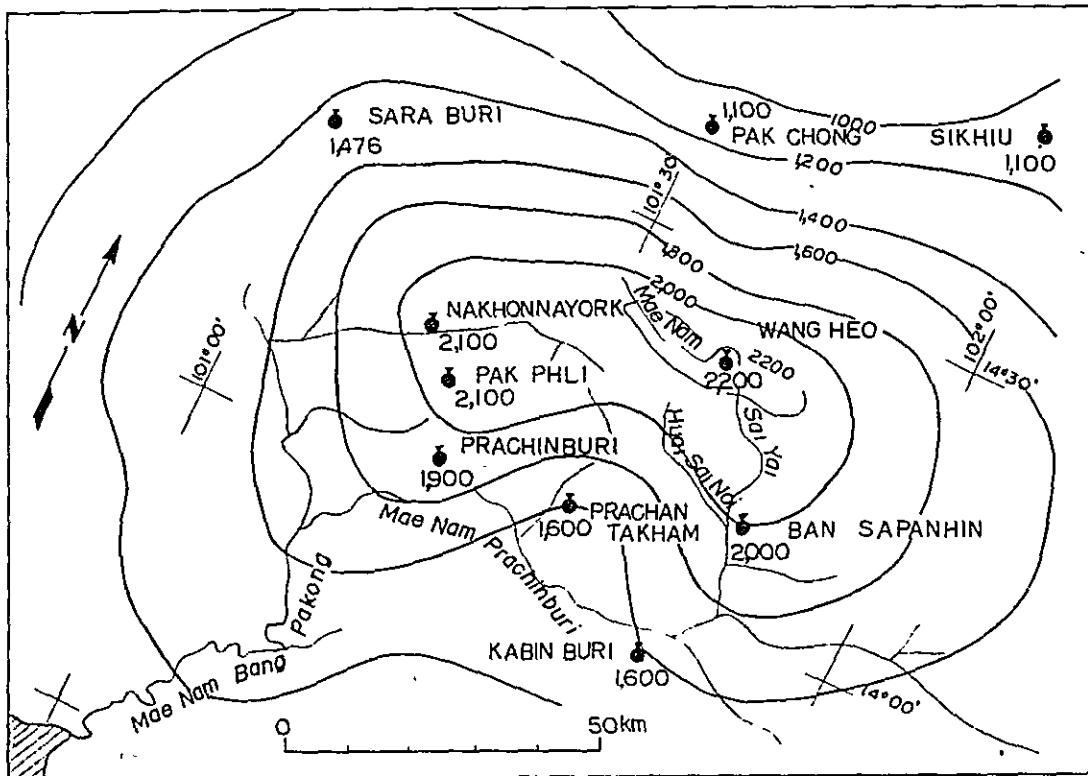 SARA BURI
1,476
1,100
PAK CHONG
SIKHIU
1,100
1000
1,200
1,400
1,600
1,800
2,000
101°30'
N
101°00'
102°00'
14°30'
NAKHONNAYORK
2,100
PAK PHLI
2,100
PRACHINBURI
1,900
Mae Nam
Sai Yai
WANG HEO
2200
2200
Huai Sai Noi
PRACHAN
TAKHAM
1,600
BAN SAPANHIN
2,000
Mae Nam Prachinburi
Mae Nam Bang Pakong
KABIN BURI
1,600
14°00'
0 50km